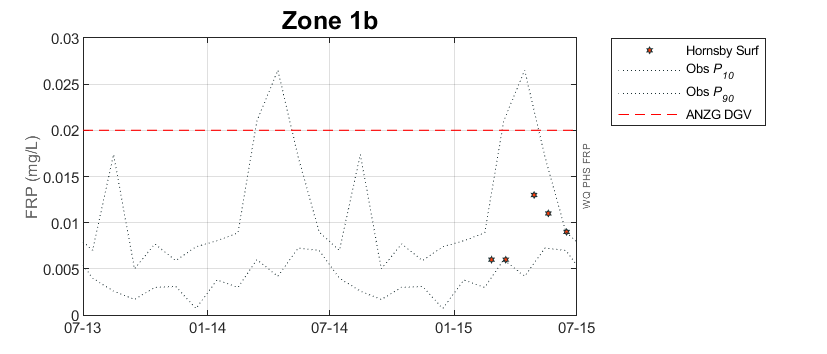 Zone 1b
0.03
0.025
0.02
0.015
0.01
0.005
0
FRP (mg/L)
07-13
01-14
07-14
01-15
07-15
WQ PHS FRP
Hornsby Surf
Obs P10
Obs P90
ANZG DGV